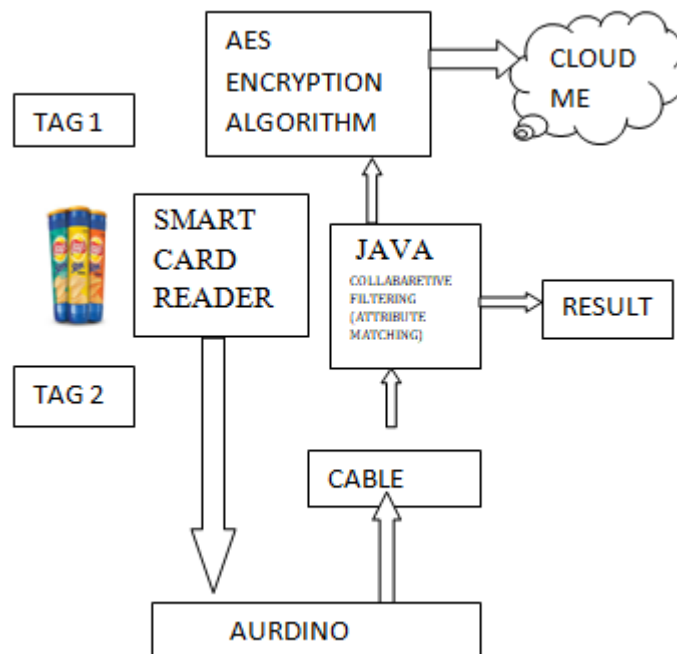 AES
ENCRYPTION
ALGORITHM
CLOUD
ME
TAG 1
SMART
CARD
READER
JAVA
COLLABARETIVE
FILTERING
(ATTRIBUTE
MATCHING)
RESULT
TAG 2
CABLE
AURDINO